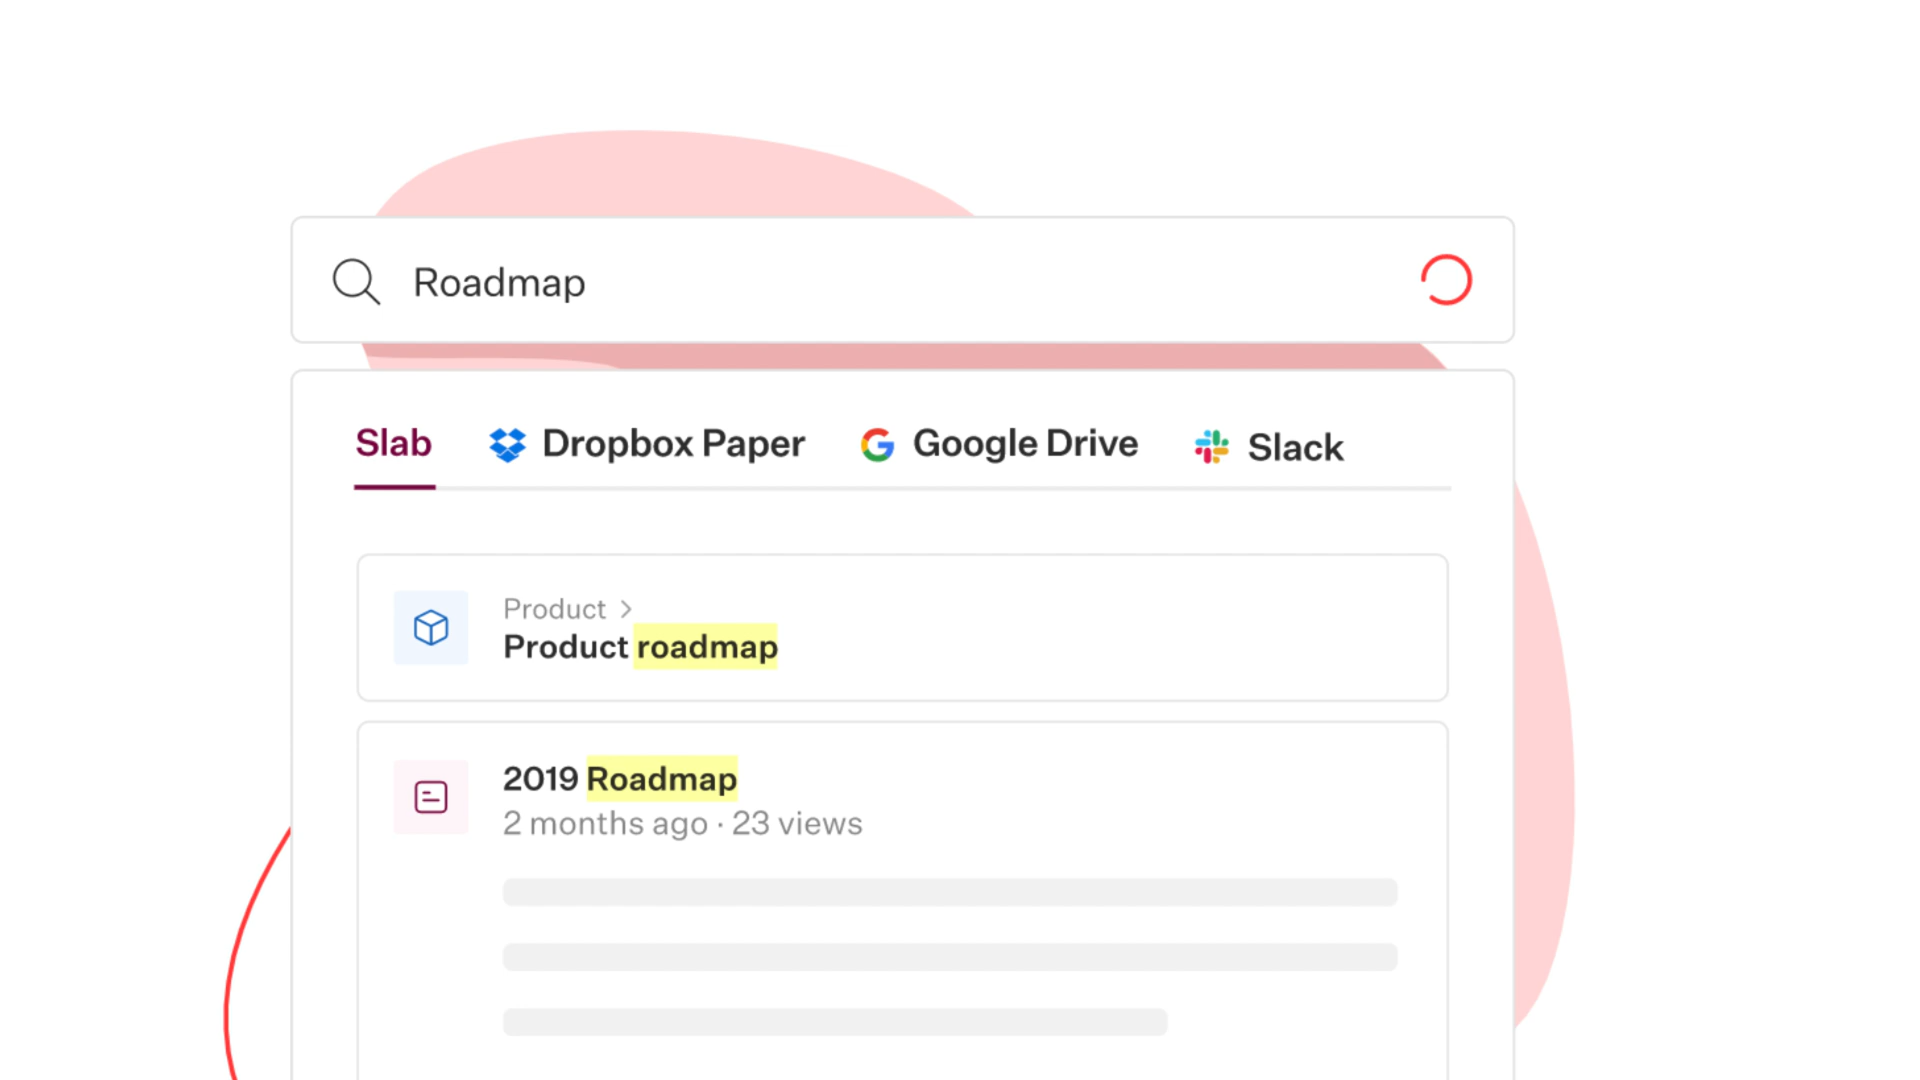 Roadmap
Slab Dropbox Paper Google Drive Slack
Product >
Product roadmap
2019 Roadmap
2 months ago · 23 views